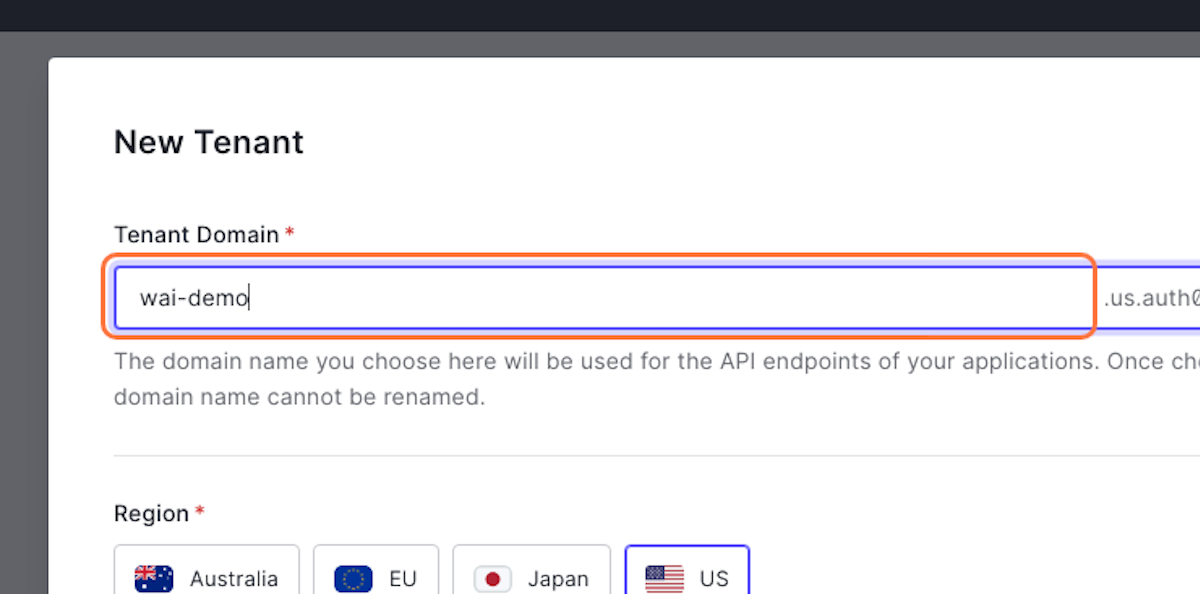 New Tenant
Tenant Domain *
wai-demo
.us.auth0
The domain name you choose here will be used for the API endpoints of your applications. Once
domain name cannot be renamed.
Region *
Australia EU Japan US